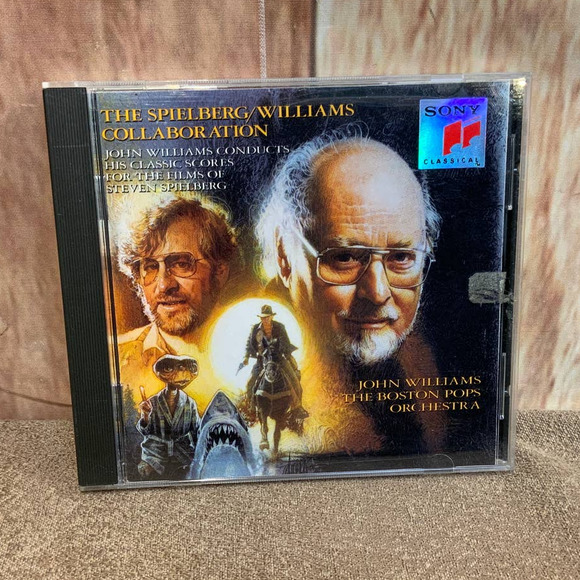 THE SPIELBERG/WILLIAMS
COLLABORATION
JOHN WILLIAMS CONDUCTS
HIS CLASSIC SCORES
FOR THE FILMS OF
STEVEN SPIELBERG
SONY
CLASSICAL
JOHN WILLIAMS
THE BOSTON POPS
ORCHESTRA